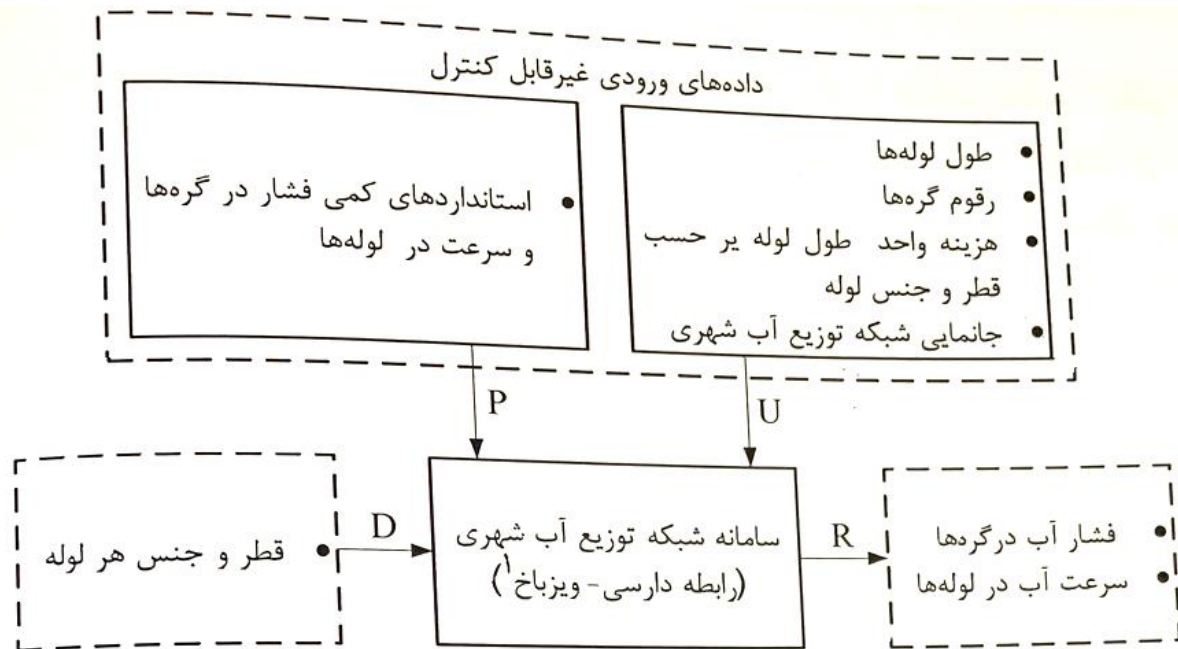 داده‌های ورودی غیرقابل کنترل
• طول لوله‌ها
• رقوم گره‌ها
• هزینه واحد طول لوله یر حسب
قطر و جنس لوله
• جانمایی شبکه توزیع آب شهری
• استانداردهای کمی فشار در گره‌ها
و سرعت در لوله‌ها
P
U
• قطر و جنس هر لوله
D
سامانه شبکه توزیع آب شهری
(رابطه دارسی- ویزباخ۱)
R
• فشار آب درگره‌ها
• سرعت آب در لوله‌ها